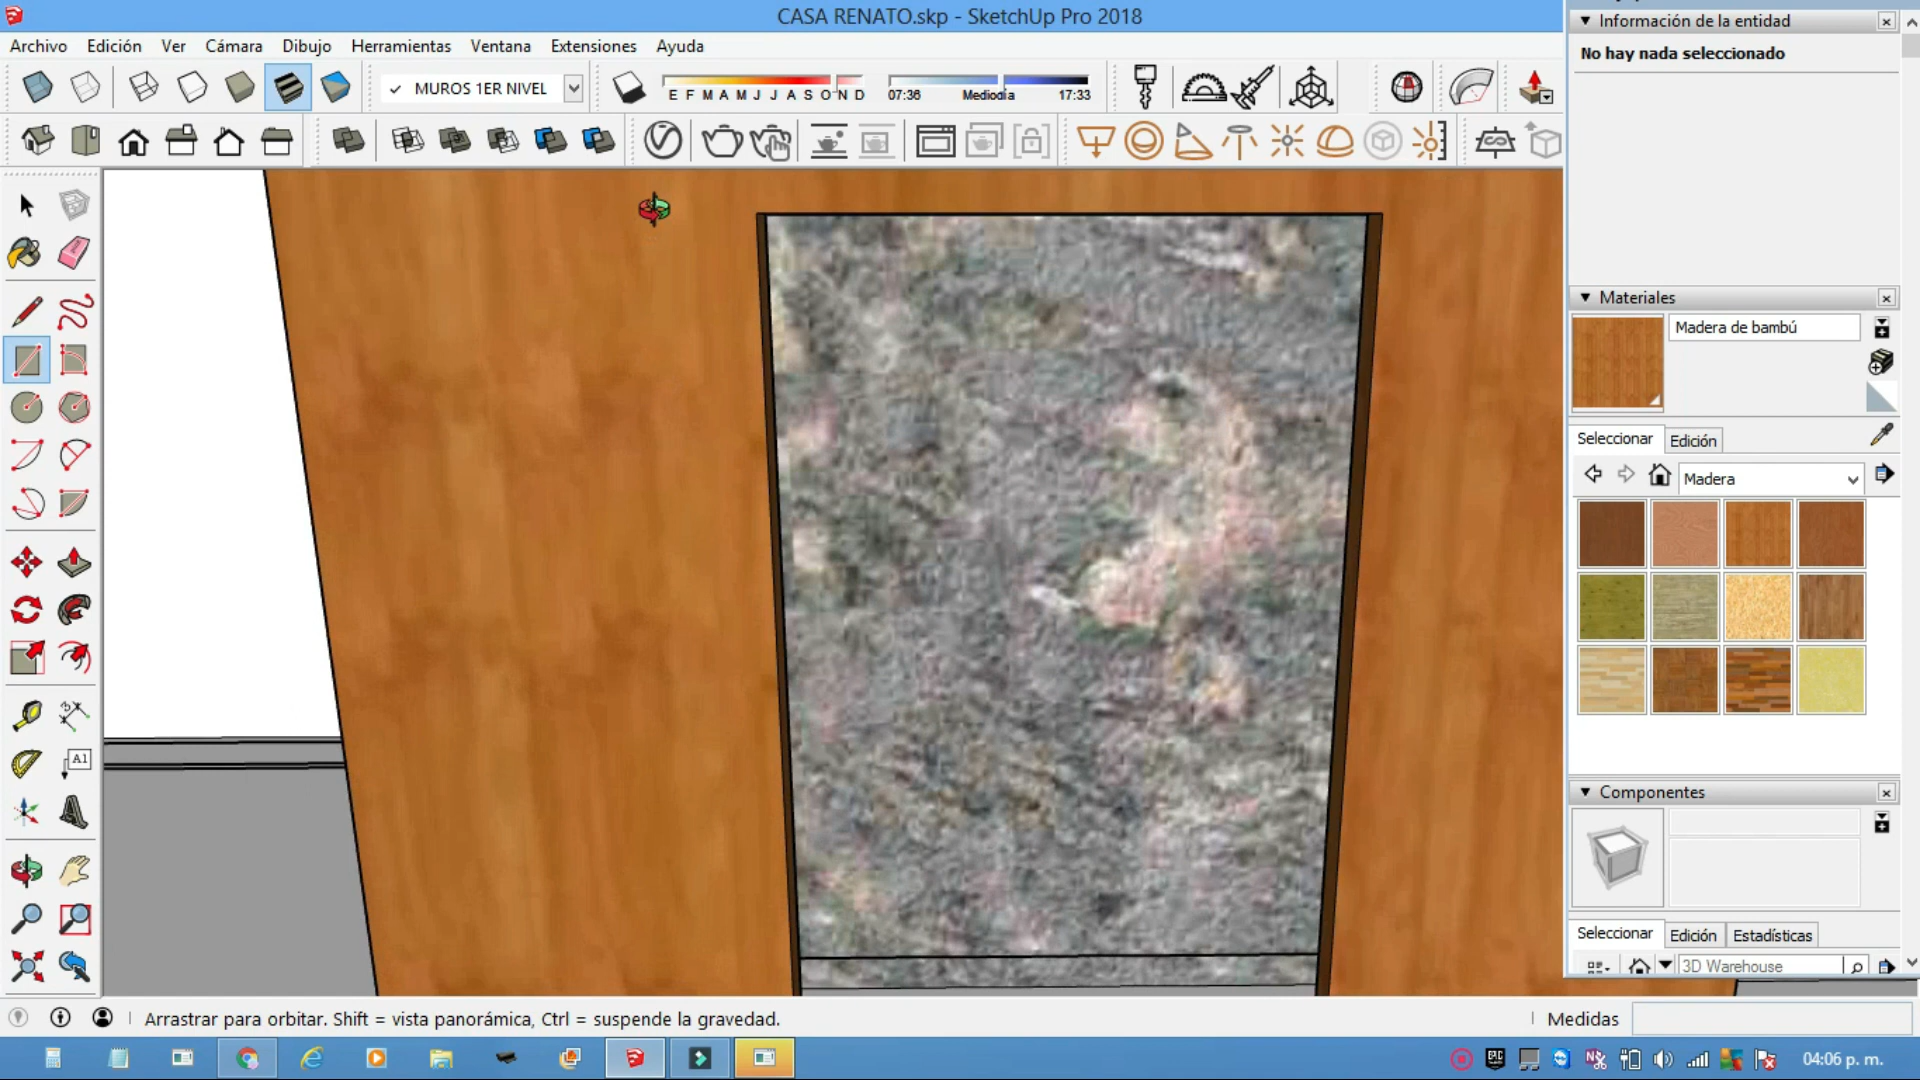 CASA RENATO.skp - SketchUp Pro 2018
Archivo Edición Ver Cámara Dibujo Herramientas Ventana Extensiones Ayuda
MUROS 1ER NIVEL
E F M A M J J A S O N D
07:36 Mediodía 17:33
Información de la entidad
No hay nada seleccionado
Materiales
Madera de bambú
Seleccionar Edición
Madera
Componentes
Seleccionar Edición Estadísticas
3D Warehouse
A1
Arrastrar para orbitar. Shift = vista panorámica, Ctrl = suspende la gravedad.
Medidas
04:06 p. m.